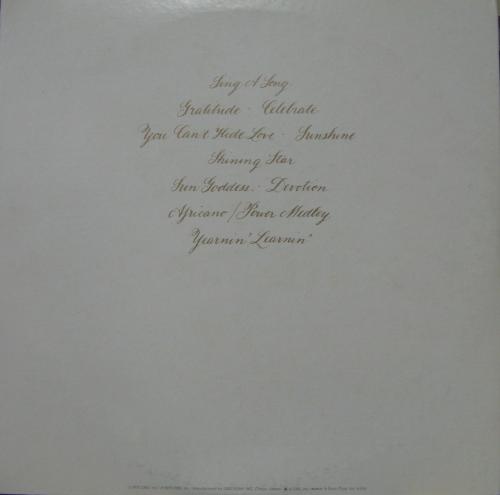 Sing A Song
Gratitude · Celebrate
You Can't Hide Love · Sunshine
Shining Star
Sun Goddess · Devotion
Africano/Power Medley
Yearnin' Learnin'